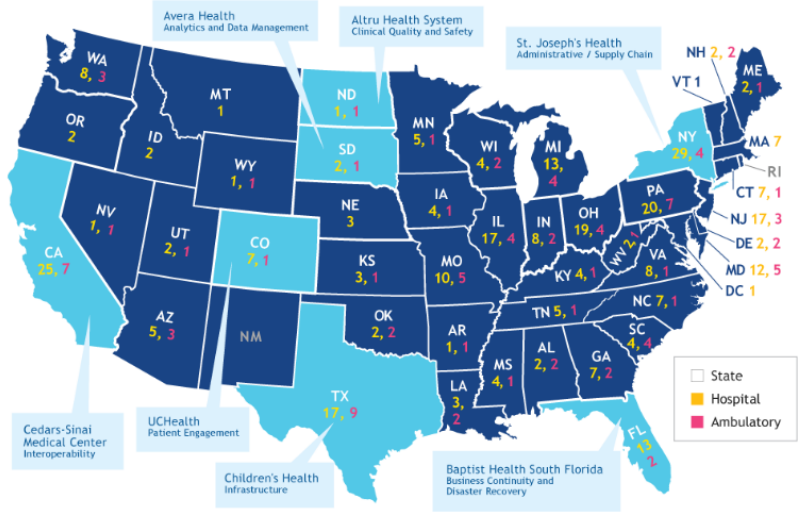 Avera Health
Analytics and Data Management
Altru Health System
Clinical Quality and Safety
St. Joseph's Health
Administrative / Supply Chain
NH 2, 2
VT 1
ME
2, 1
WA
8, 3
MT
1
ND
1, 1
MN
5, 1
OR
2
ID
2
SD
2, 1
WI
4, 2
MI
13,
4
NY
29, 4
MA 7
RI
CT 7, 1
NJ 17, 3
DE 2, 2
MD 12, 5
DC 1
WY
1, 1
NE
3
IA
4, 1
PA
20, 7
NV
1, 1
UT
2, 1
CO
7, 1
IL
17, 4
IN
8, 2
OH
19, 4
CA
25, 7
KS
3, 1
MO
10, 5
KY 4, 1
WV 2, 1
VA
8, 1
AZ
5, 3
NM
OK
2, 2
AR
1, 1
TN 5, 1
NC 7, 1
SC
4, 4
MS
4, 1
AL
2, 2
GA
7, 2
TX
17, 9
LA
3,
2
FL
13
2
State
Hospital
Ambulatory
Cedars-Sinai
Medical Center
Interoperability
UCHealth
Patient Engagement
Children's Health
Infrastructure
Baptist Health South Florida
Business Continuity and
Disaster Recovery